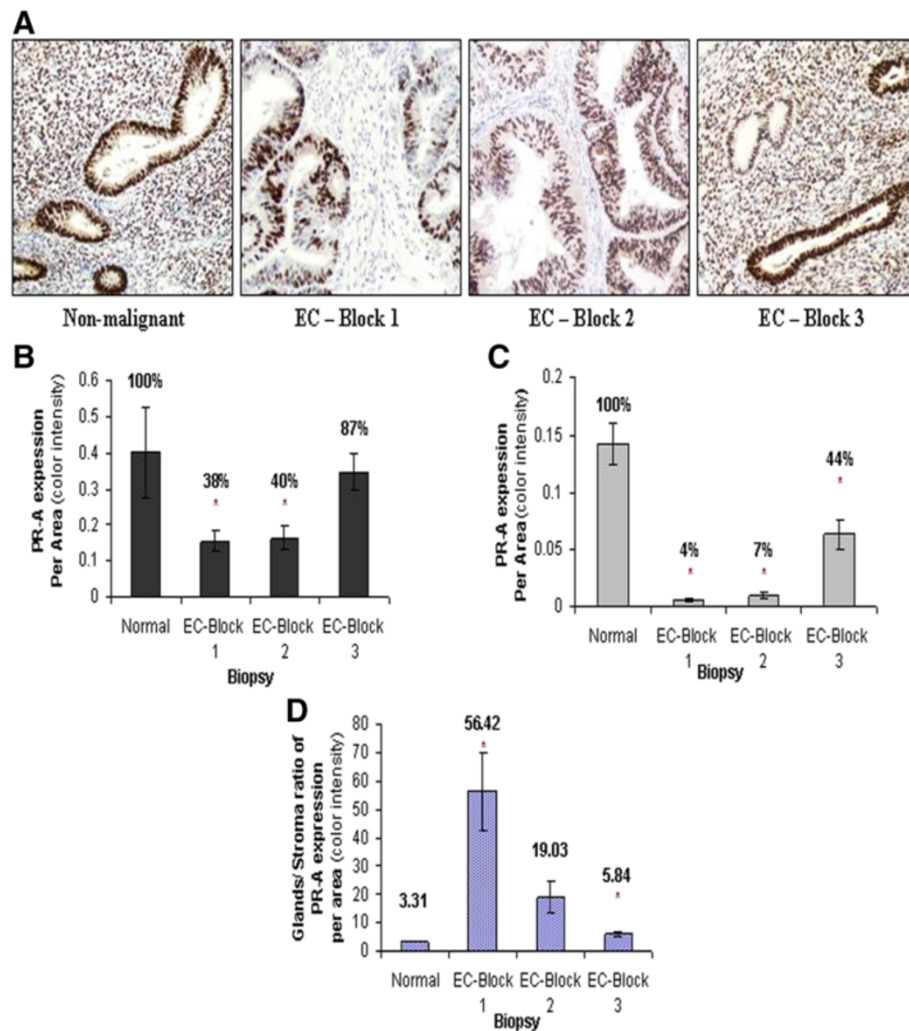 A
Non-malignant
EC – Block 1
EC – Block 2
EC – Block 3
B
PR-A expession
Per Area (color intensity)
0.6
0.5
0.4
0.3
0.2
0.1
0
100%
38%
*
40%
*
87%
Normal
EC-Block
1
EC-Block
2
EC-Block
3
Biopsy
C
PR-A expession
Per Area (color intensity)
0.2
0.15
0.1
0.05
0
100%
4%
*
7%
*
44%
*
Normal
EC-Block
1
EC-Block
2
EC-Block
3
Biopsy
D
Glands/ Stroma ratio of
PR-A expression
per area (color intensity)
80
70
60
50
40
30
20
10
0
3.31
56.42
*
19.03
5.84
*
Normal
EC-Block
1
EC-Block
2
EC-Block
3
Biopsy